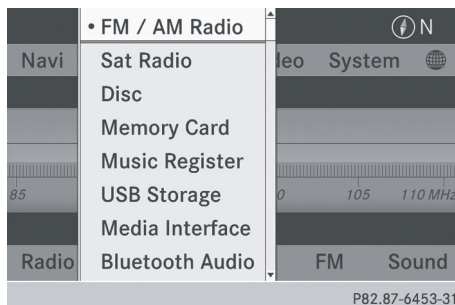 • FM / AM Radio
N
Navi
Sat Radio
deo
System
Disc
Memory Card
Music Register
85
USB Storage
0
105
110 MHz
Media Interface
Radio
Bluetooth Audio
FM
Sound
P82.87-6453-31